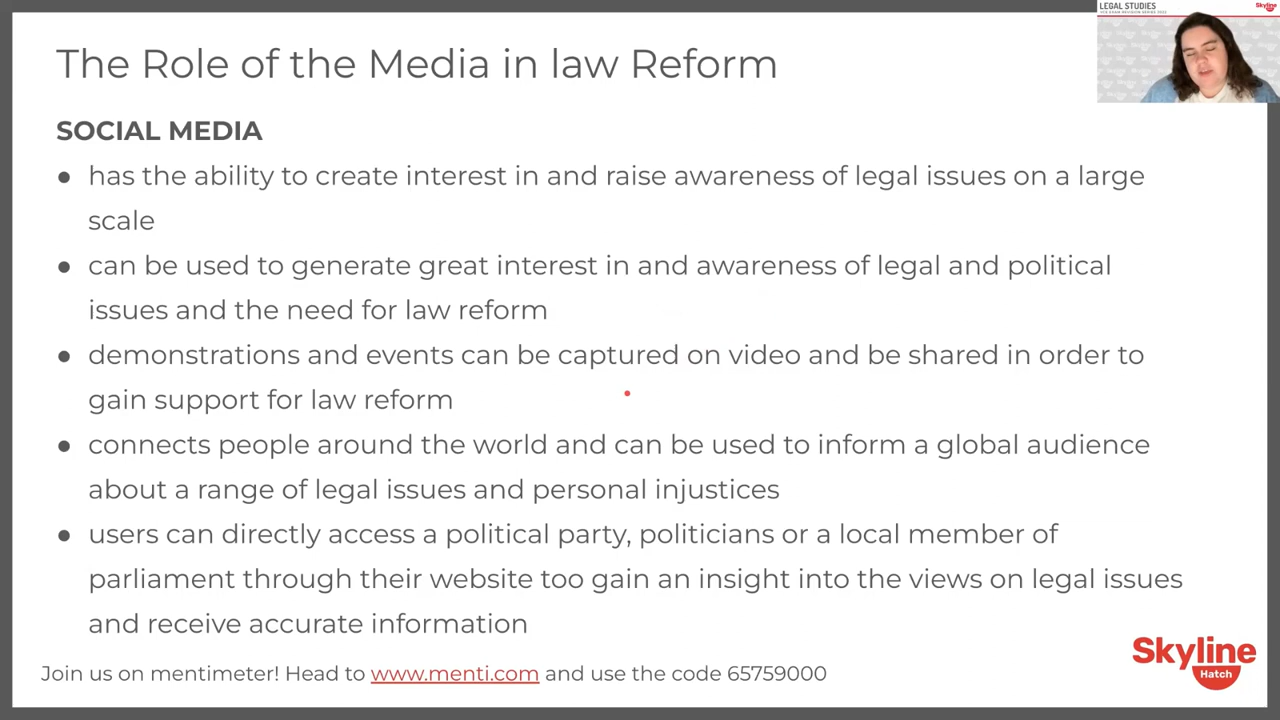 The Role of the Media in law Reform
LEGAL STUDIES
VCE EXAM REVISION SERIES 2022
Skyline
SOCIAL MEDIA
● has the ability to create interest in and raise awareness of legal issues on a large
scale
● can be used to generate great interest in and awareness of legal and political
issues and the need for law reform
● demonstrations and events can be captured on video and be shared in order to
gain support for law reform
● connects people around the world and can be used to inform a global audience
about a range of legal issues and personal injustices
● users can directly access a political party, politicians or a local member of
parliament through their website too gain an insight into the views on legal issues
and receive accurate information
Join us on mentimeter! Head to www.menti.com and use the code 65759000
Skyline
Hatch